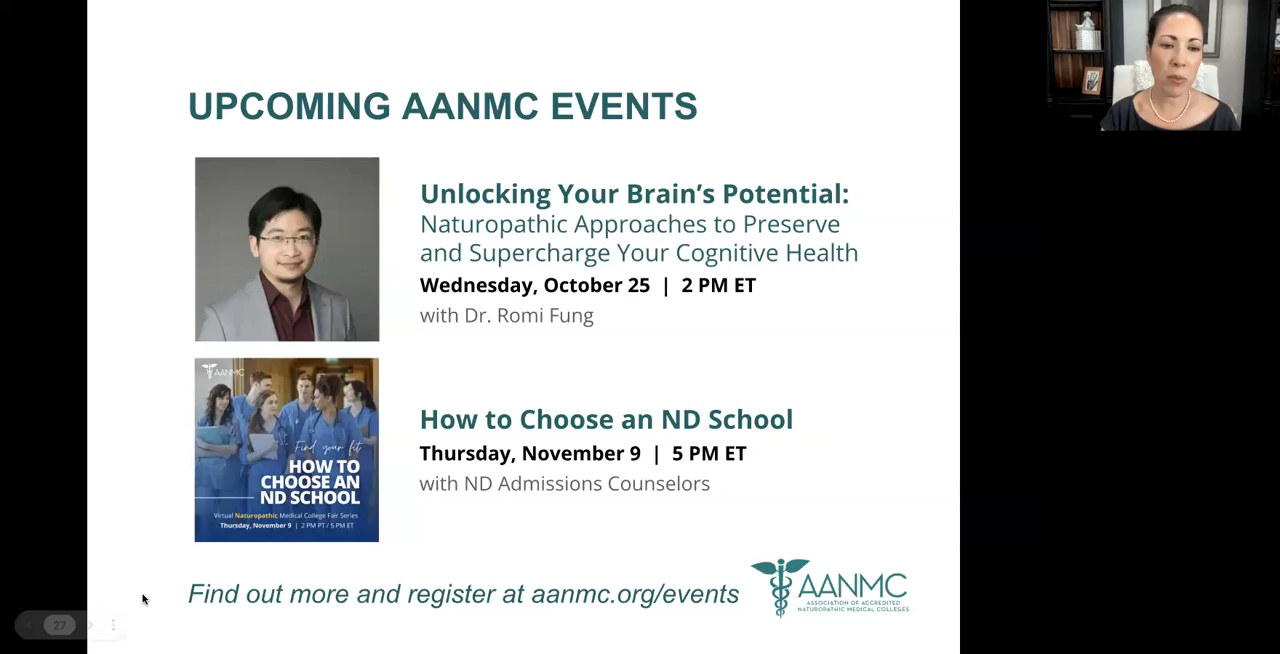 UPCOMING AANMC EVENTS
Unlocking Your Brain's Potential:
Naturopathic Approaches to Preserve
and Supercharge Your Cognitive Health
Wednesday, October 25 | 2 PM ET
with Dr. Romi Fung
AANMC
Find your fit
HOW TO
CHOOSE AN
ND SCHOOL
Virtual Naturopathic Medical College Fair Series
Thursday, November 9 | 2 PM PT / 5 PM ET
How to Choose an ND School
Thursday, November 9 | 5 PM ET
with ND Admissions Counselors
Find out more and register at aanmc.org/events
AANMC
ASSOCIATION OF ACCREDITED
NATUROPATHIC MEDICAL COLLEGES
27